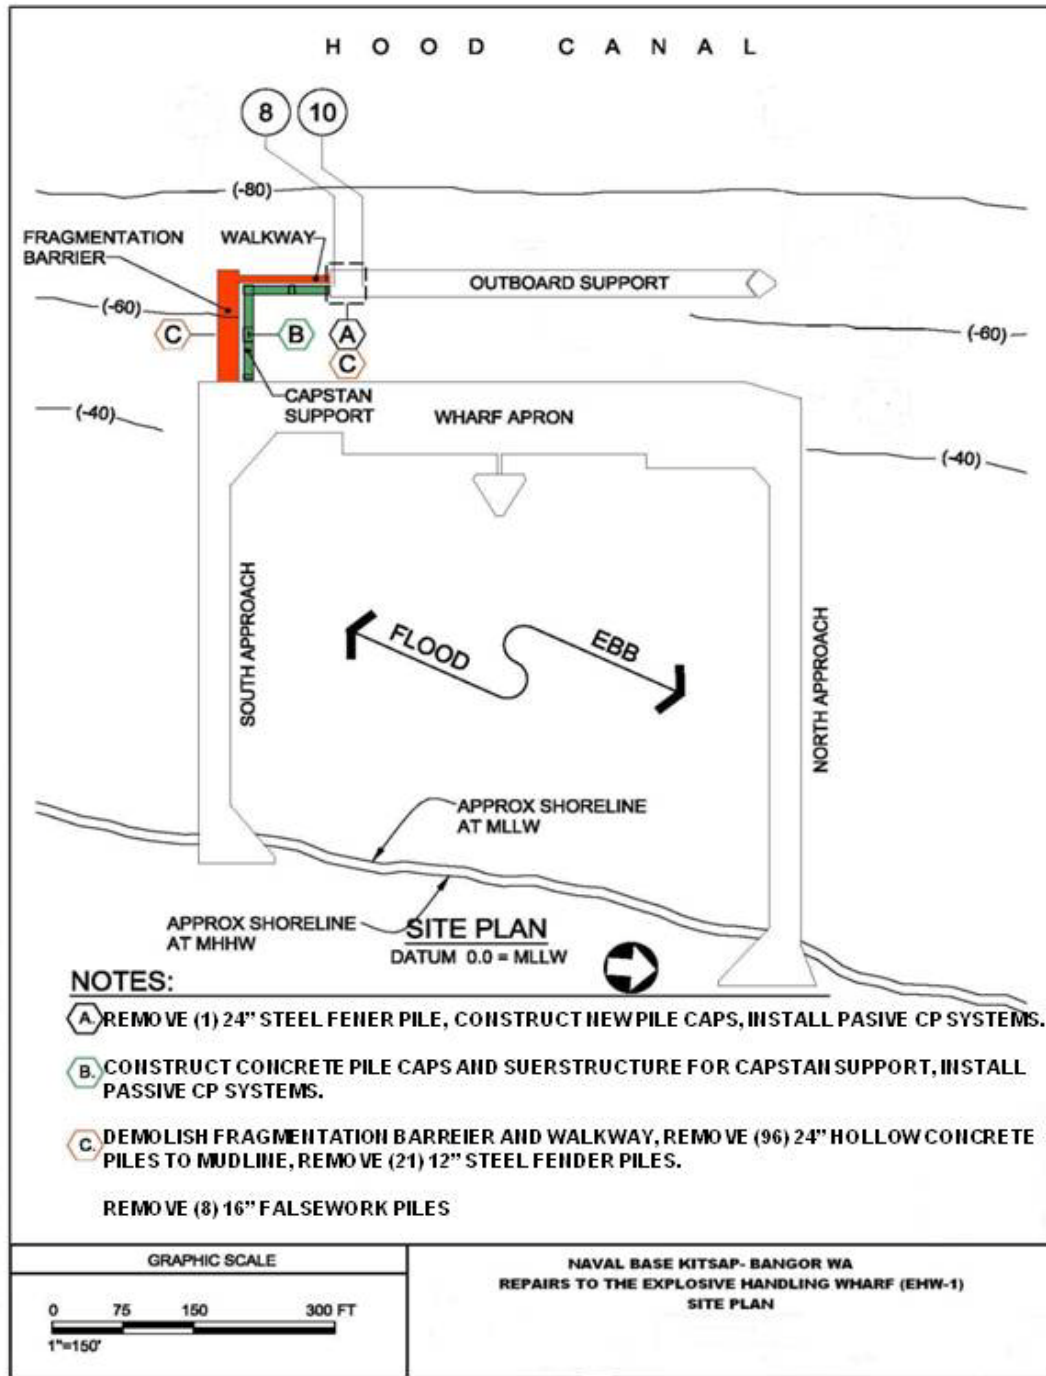 HOOD CANAL
8 10
(-80)
FRAGMENTATION
BARRIER
WALKWAY
OUTBOARD SUPPORT
(-60)
C
B
A
C
(-60)
CAPSTAN
SUPPORT
(-40)
WHARF APRON
(-40)
SOUTH APPROACH
FLOOD
EBB
NORTH APPROACH
APPROX SHORELINE
AT MLLW
APPROX SHORELINE
AT MHHW
SITE PLAN
DATUM 0.0 = MLLW
NOTES:
A. REMOVE (1) 24" STEEL FENER PILE, CONSTRUCT NEW PILE CAPS, INSTALL PASIVE CP SYSTEMS.
B. CONSTRUCT CONCRETE PILE CAPS AND SUERSTRUCTURE FOR CAPSTAN SUPPORT, INSTALL
PASSIVE CP SYSTEMS.
C. DEMOLISH FRAGMENTATION BARREIER AND WALKWAY, REMOVE (96) 24" HOLLOW CONCRETE
PILES TO MUDLINE, REMOVE (21) 12" STEEL FENDER PILES.
REMOVE (8) 16" FALSEWORK PILES
GRAPHIC SCALE
0 75 150 300 FT
1"=150'
NAVAL BASE KITSAP- BANGOR WA
REPAIRS TO THE EXPLOSIVE HANDLING WHARF (EHW-1)
SITE PLAN